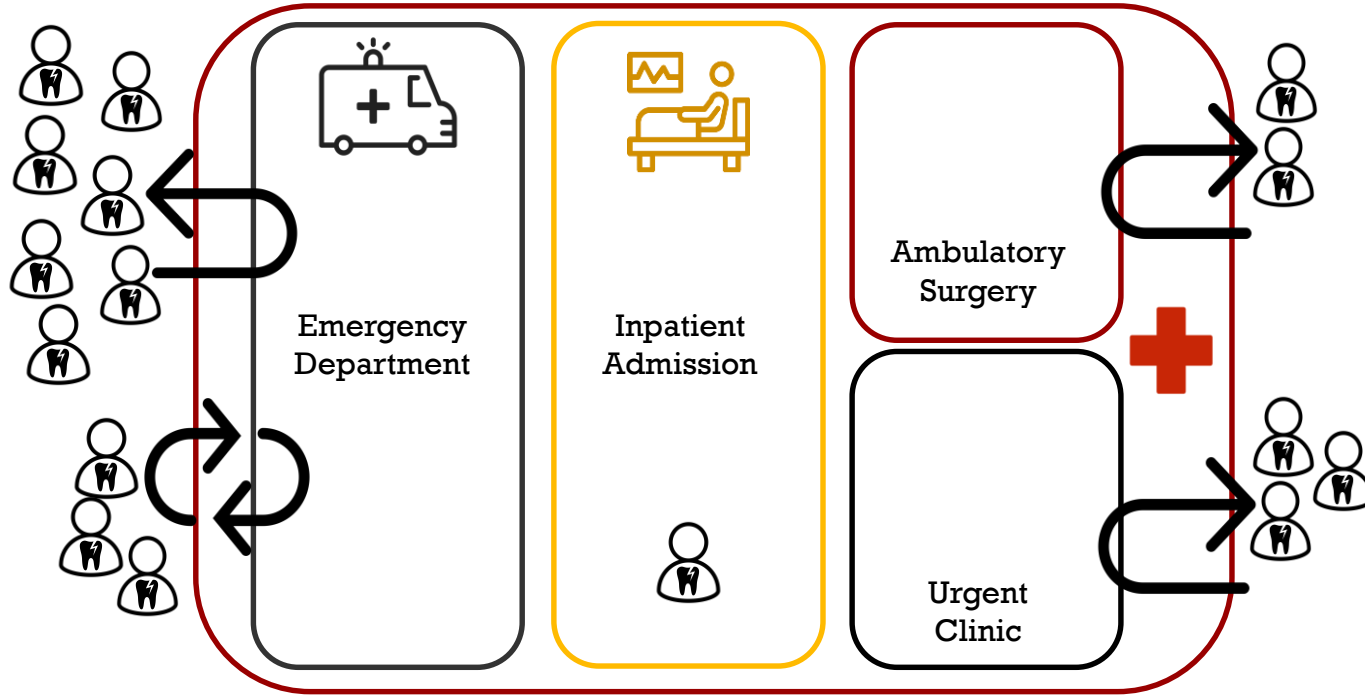 Emergency
Department
Inpatient
Admission
Ambulatory
Surgery
Urgent
Clinic